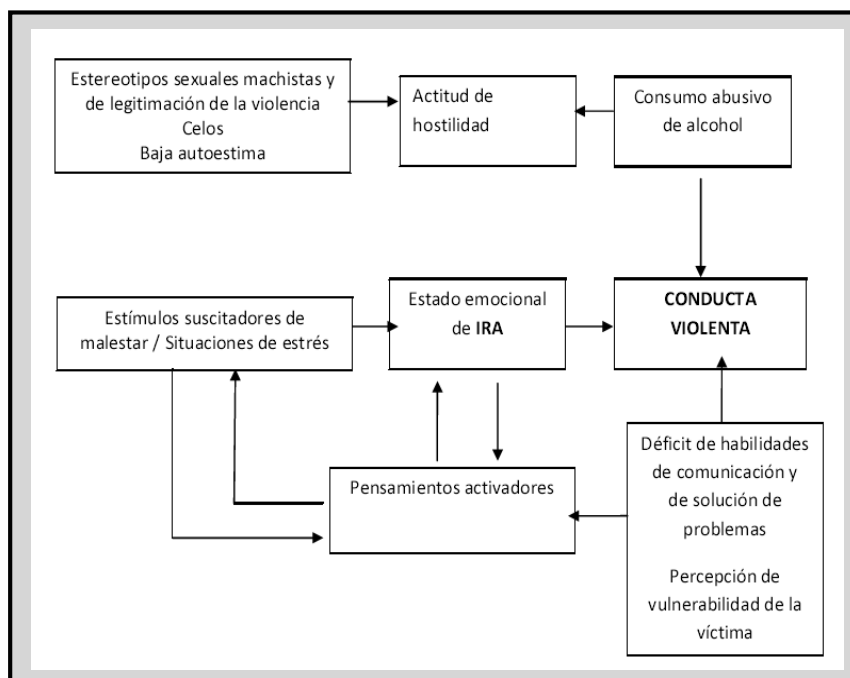 Estereotipos sexuales machistas y
de legitimación de la violencia
Celos
Baja autoestima
Actitud de
hostilidad
Consumo abusivo
de alcohol
Estímulos suscitadores de
malestar / Situaciones de estrés
Estado emocional
de IRA
CONDUCTA
VIOLENTA
Pensamientos activadores
Déficit de habilidades
de comunicación y
de solución de
problemas
Percepción de
vulnerabilidad de la
víctima